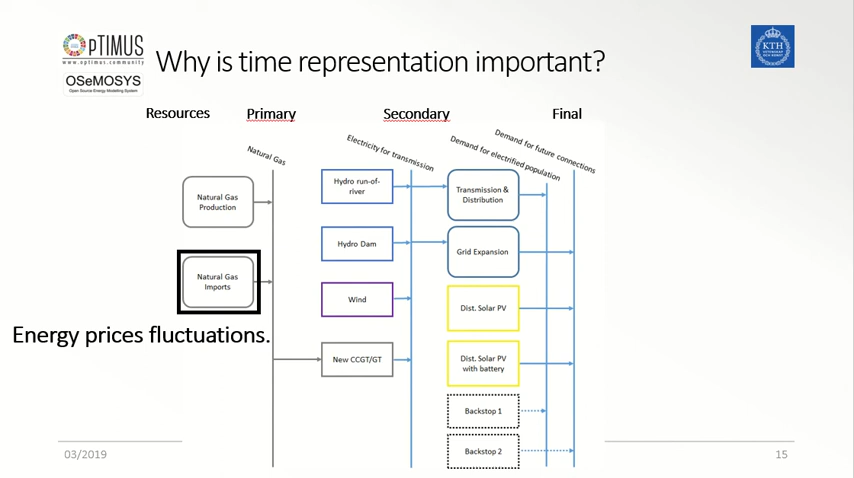 OPTIMUS
www.optimus.community
OSeMOSYS
Open Source Energy Modelling System
Why is time representation important?
KTH
Resources
Primary
Secondary
Final
Natural Gas
Electricity for transmission
Demand for electrified population
Demand for future connections
Natural Gas
Production
Natural Gas
Imports
Energy prices fluctuations.
Hydro run-of-
river
Hydro Dam
Wind
New CCGT/GT
Transmission &
Distribution
Grid Expansion
Dist. Solar PV
Dist. Solar PV
with battery
Backstop 1
Backstop 2
03/2019
15